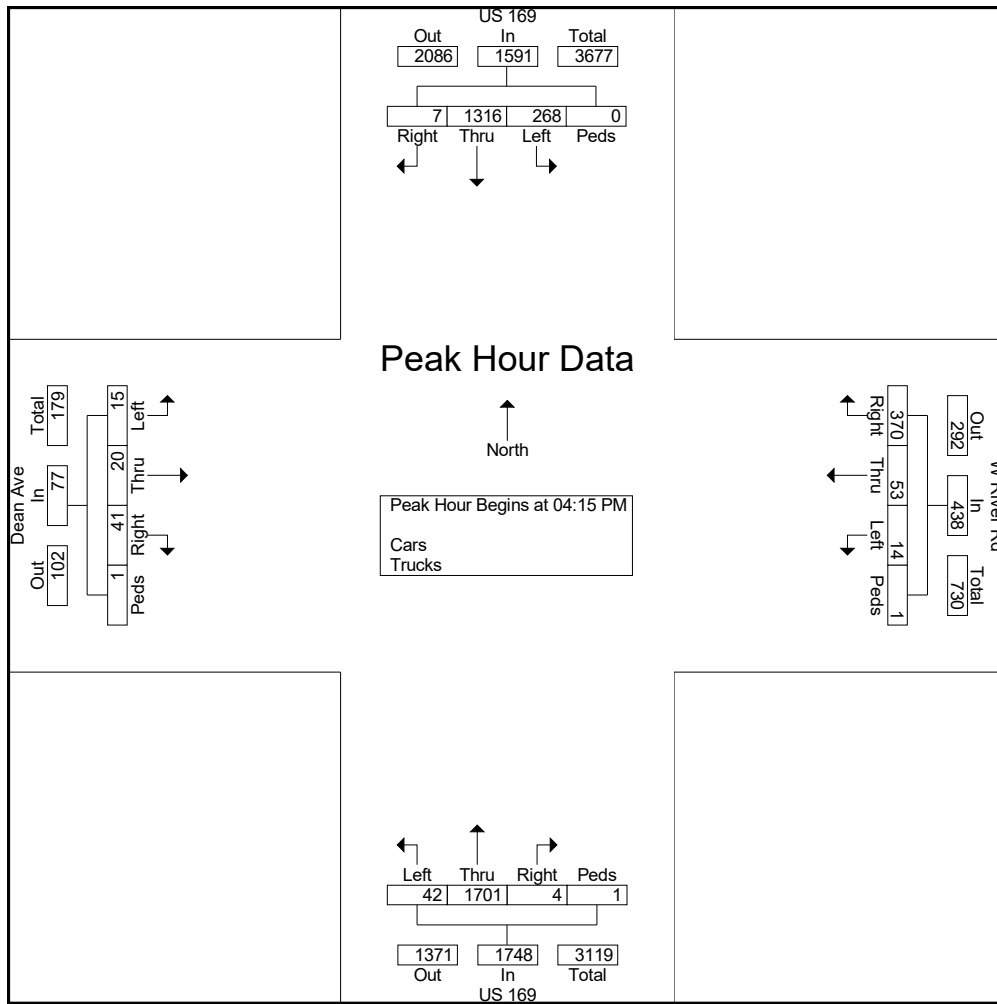 US 169
Out In Total
2086 1591 3677
7 1316 268 0
Right Thru Left Peds
Peak Hour Data
North
Peak Hour Begins at 04:15 PM
Cars
Trucks
Dean Ave
Out In Total
102 77 179
15 20 41 1
Left Thru Right Peds
W River Rd
Out In Total
292 438 730
370 53 14 1
Right Thru Left Peds
Left Thru Right Peds
42 1701 4 1
1371 1748 3119
Out In Total
US 169